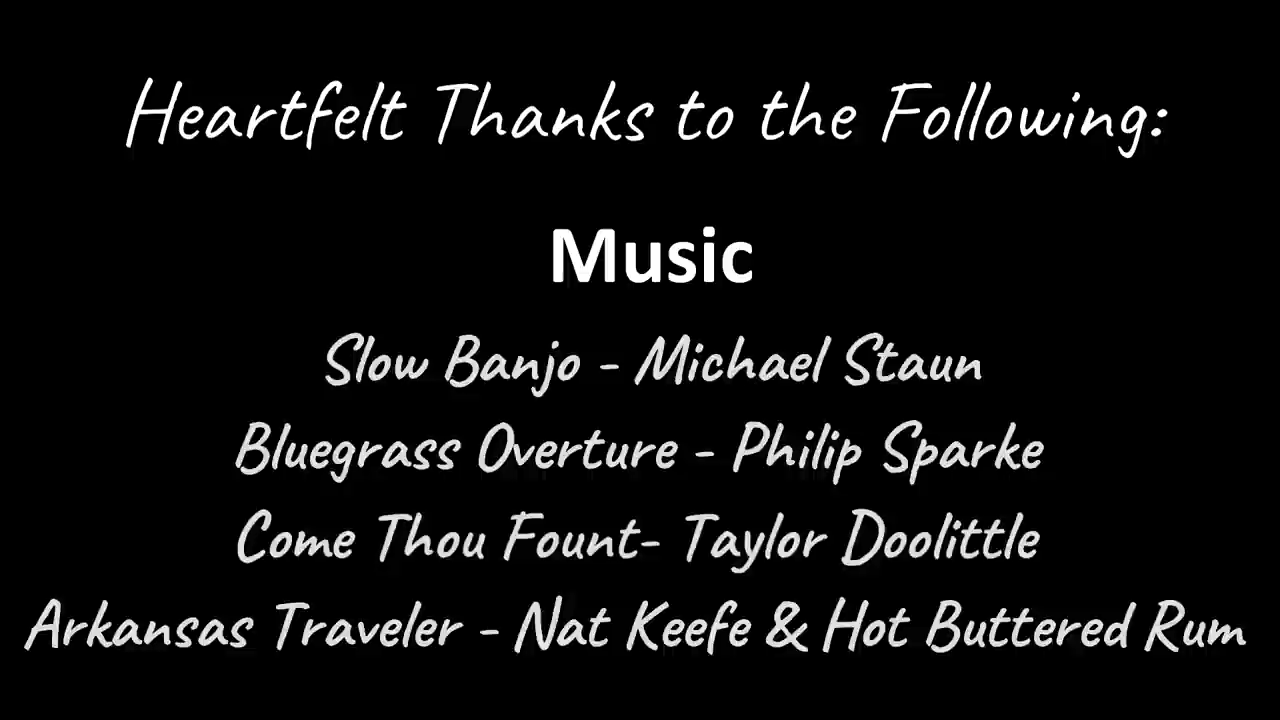 Heartfelt Thanks to the Following:
Music
Slow Banjo - Michael Staun
Bluegrass Overture - Philip Sparke
Come Thou Fount- Taylor Doolittle
Arkansas Traveler - Nat Keefe & Hot Buttered Rum